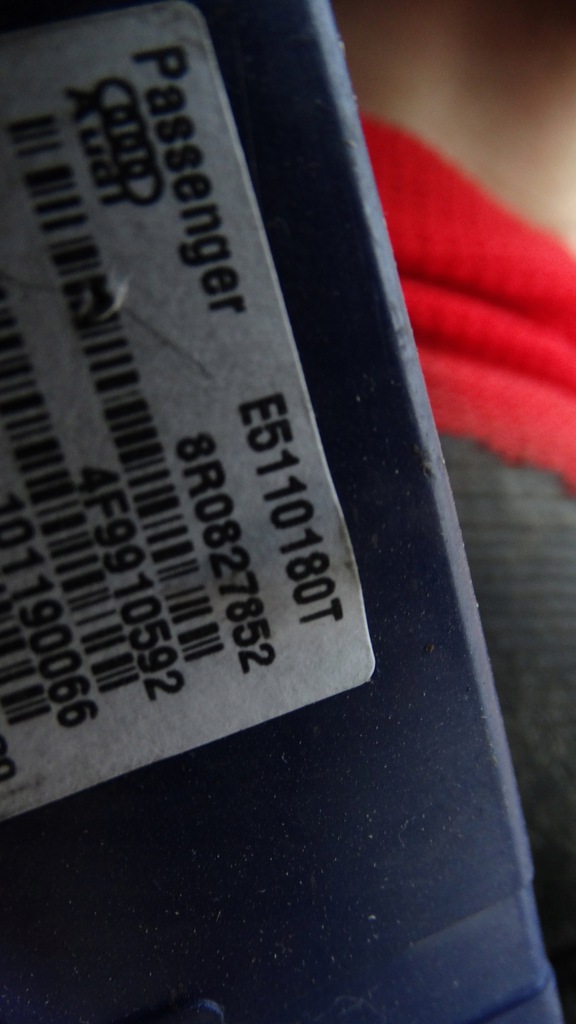 Passenger E5110180T
Audi 8R0827852
4F9910592
101190066